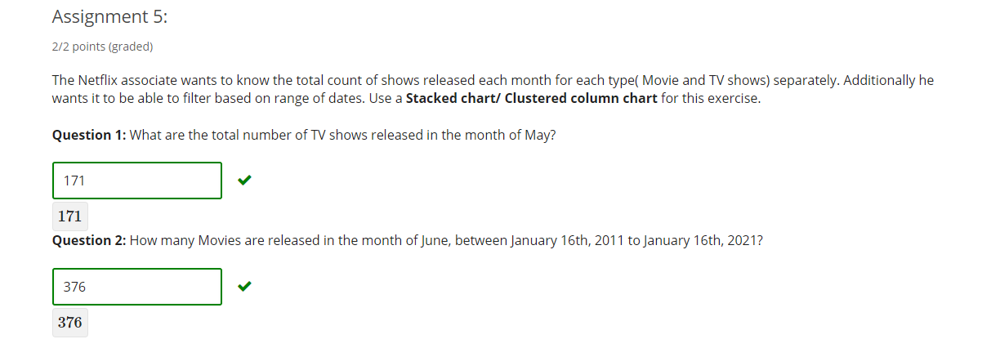 Assignment 5:
2/2 points (graded)
The Netflix associate wants to know the total count of shows released each month for each type( Movie and TV shows) separately. Additionally he
wants it to be able to filter based on range of dates. Use a Stacked chart/ Clustered column chart for this exercise.
Question 1: What are the total number of TV shows released in the month of May?
171
171
Question 2: How many Movies are released in the month of June, between January 16th, 2011 to January 16th, 2021?
376
376